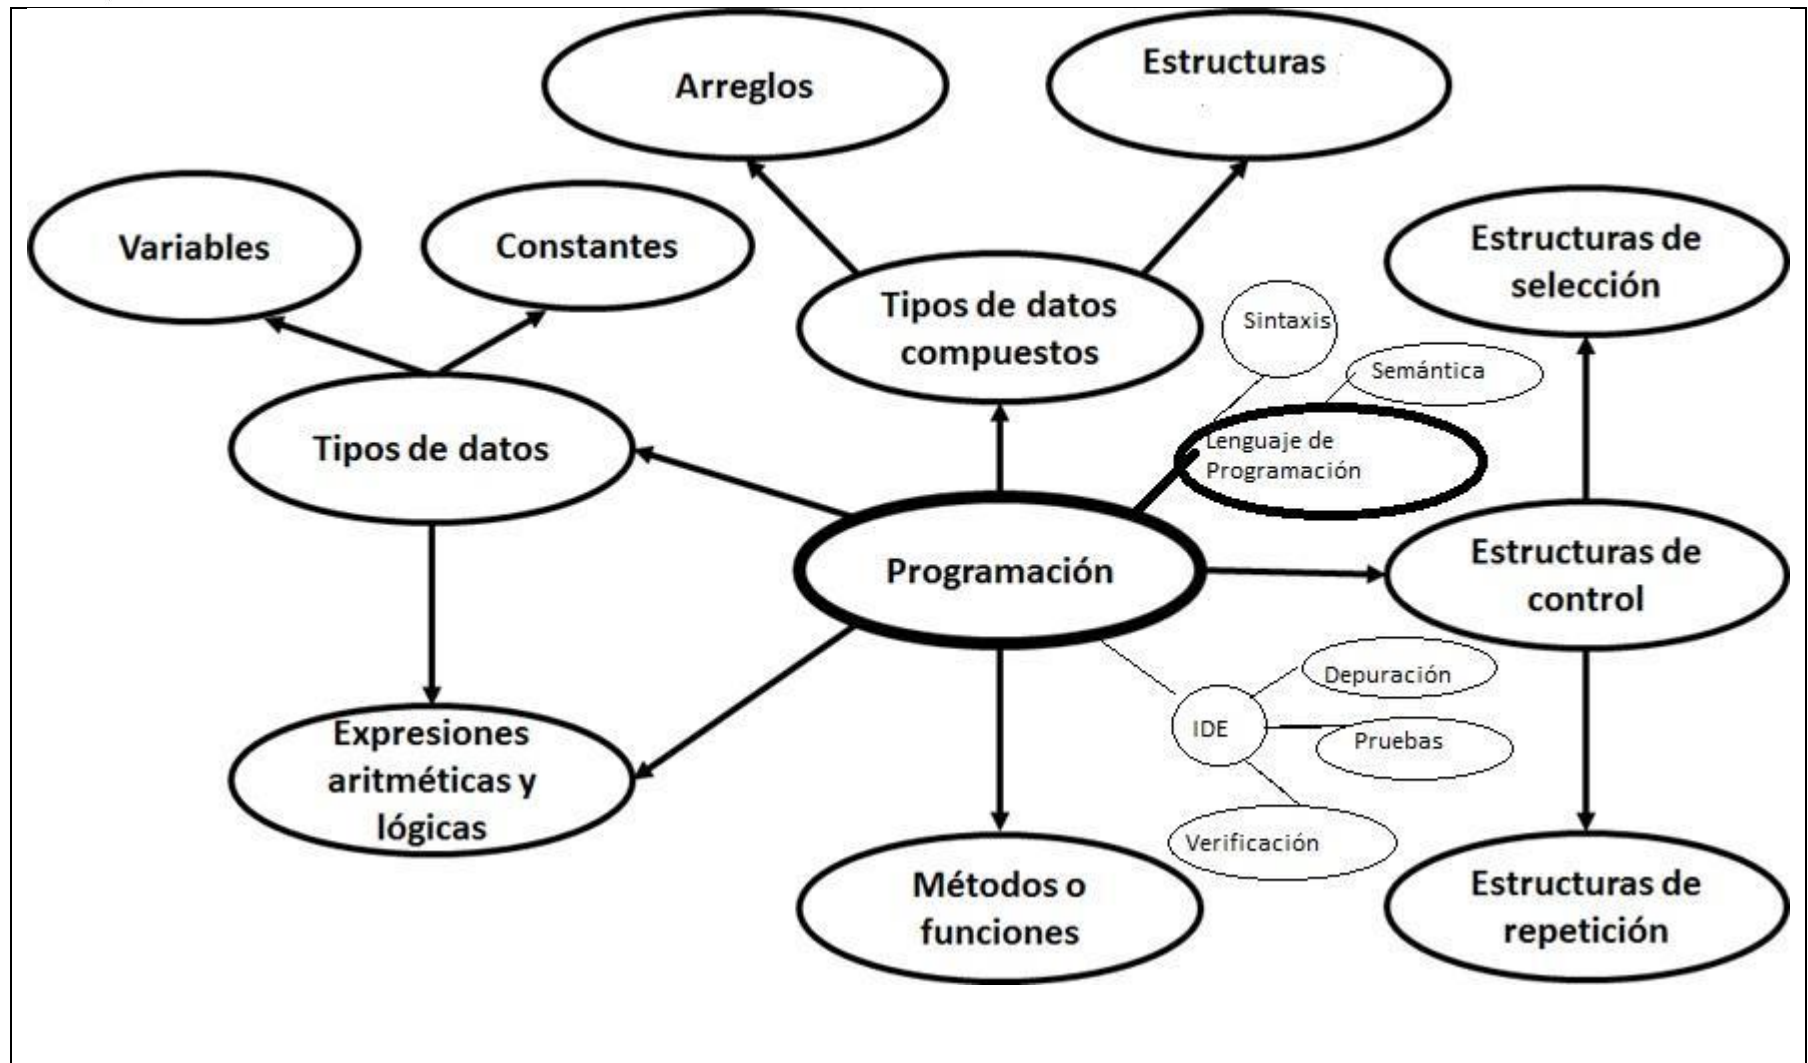 Arreglos
Estructuras
Variables
Constantes
Estructuras de
selección
Tipos de datos
compuestos
Sintaxis
Semántica
Tipos de datos
Lenguaje de
Programación
Programación
Estructuras de
control
Depuración
IDE
Pruebas
Expresiones
aritméticas y
lógicas
Verificación
Métodos o
funciones
Estructuras de
repetición